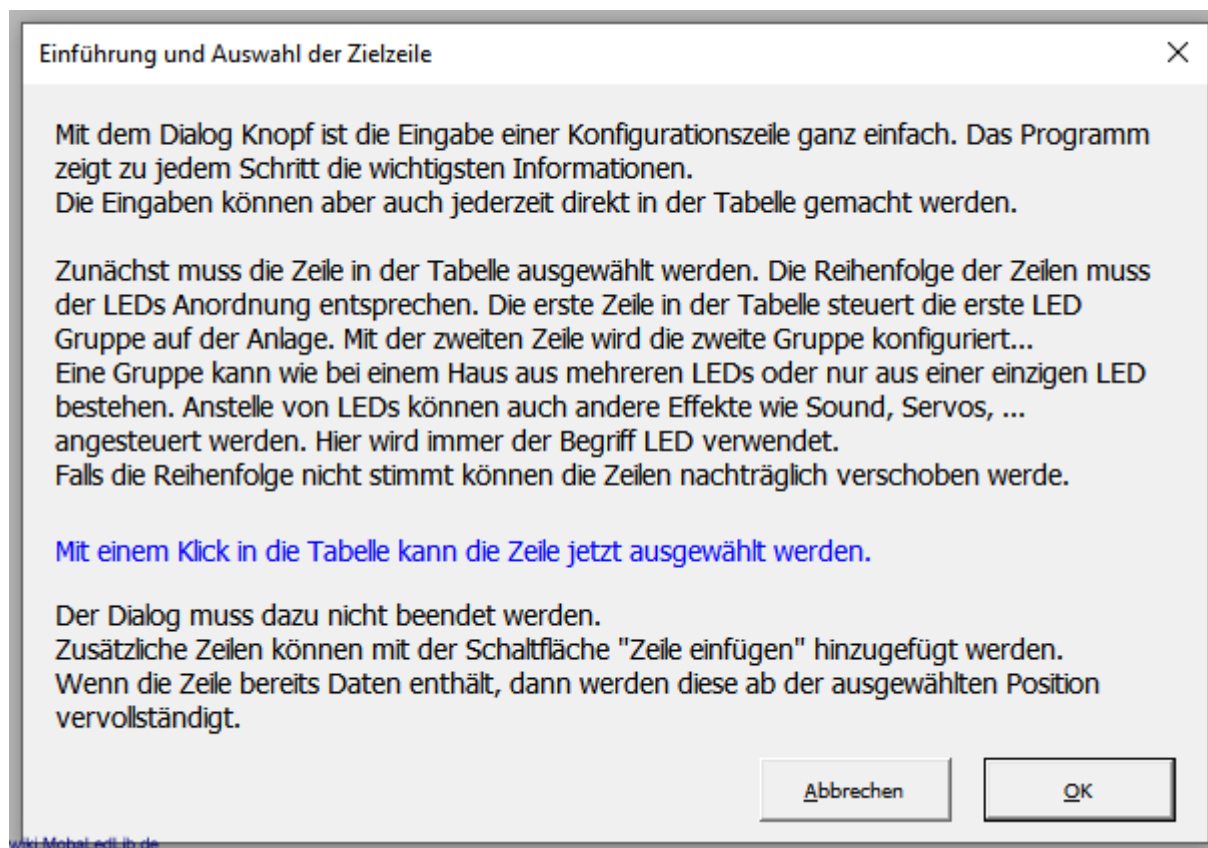 Einführung und Auswahl der Zielzeile
Mit dem Dialog Knopf ist die Eingabe einer Konfigurationszeile ganz einfach. Das Programm
zeigt zu jedem Schritt die wichtigsten Informationen.
Die Eingaben können aber auch jederzeit direkt in der Tabelle gemacht werden.
Zunächst muss die Zeile in der Tabelle ausgewählt werden. Die Reihenfolge der Zeilen muss
der LEDs Anordnung entsprechen. Die erste Zeile in der Tabelle steuert die erste LED
Gruppe auf der Anlage. Mit der zweiten Zeile wird die zweite Gruppe konfiguriert...
Eine Gruppe kann wie bei einem Haus aus mehreren LEDs oder nur aus einer einzigen LED
bestehen. Anstelle von LEDs können auch andere Effekte wie Sound, Servos, ...
angesteuert werden. Hier wird immer der Begriff LED verwendet.
Falls die Reihenfolge nicht stimmt können die Zeilen nachträglich verschoben werde.
Mit einem Klick in die Tabelle kann die Zeile jetzt ausgewählt werden.
Der Dialog muss dazu nicht beendet werden.
Zusätzliche Zeilen können mit der Schaltfläche "Zeile einfügen" hinzugefügt werden.
Wenn die Zeile bereits Daten enthält, dann werden diese ab der ausgewählten Position
vervollständigt.
Abbrechen
OK
wiki.MobaLedLib.de